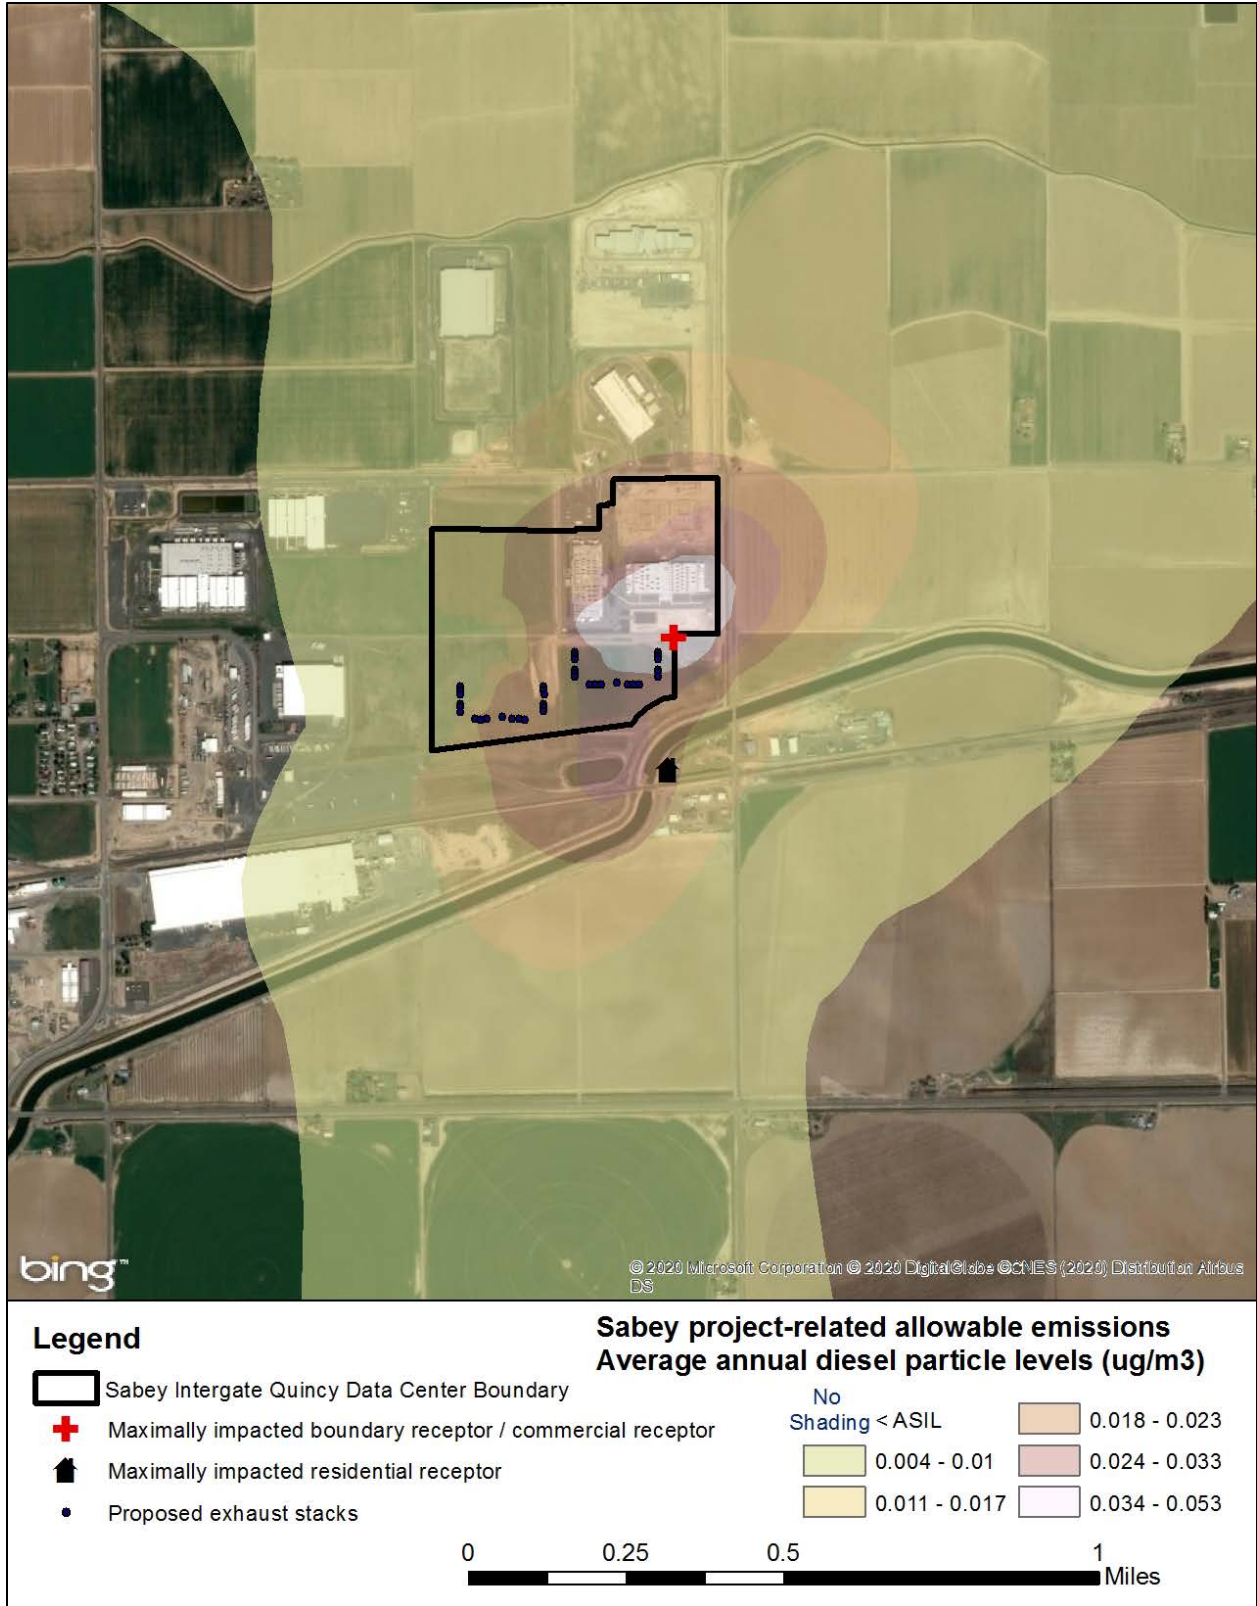 bing™
© 2020 Microsoft Corporation © 2020 DigitalGlobe ©CNES (2020) Distribution Airbus
DS
Legend
Sabey Intergate Quincy Data Center Boundary
Maximally impacted boundary receptor / commercial receptor
Maximally impacted residential receptor
Proposed exhaust stacks
Sabey project-related allowable emissions
Average annual diesel particle levels (ug/m3)
No
Shading < ASIL
0.004 - 0.01
0.011 - 0.017
0.018 - 0.023
0.024 - 0.033
0.034 - 0.053
0 0.25 0.5 1
Miles